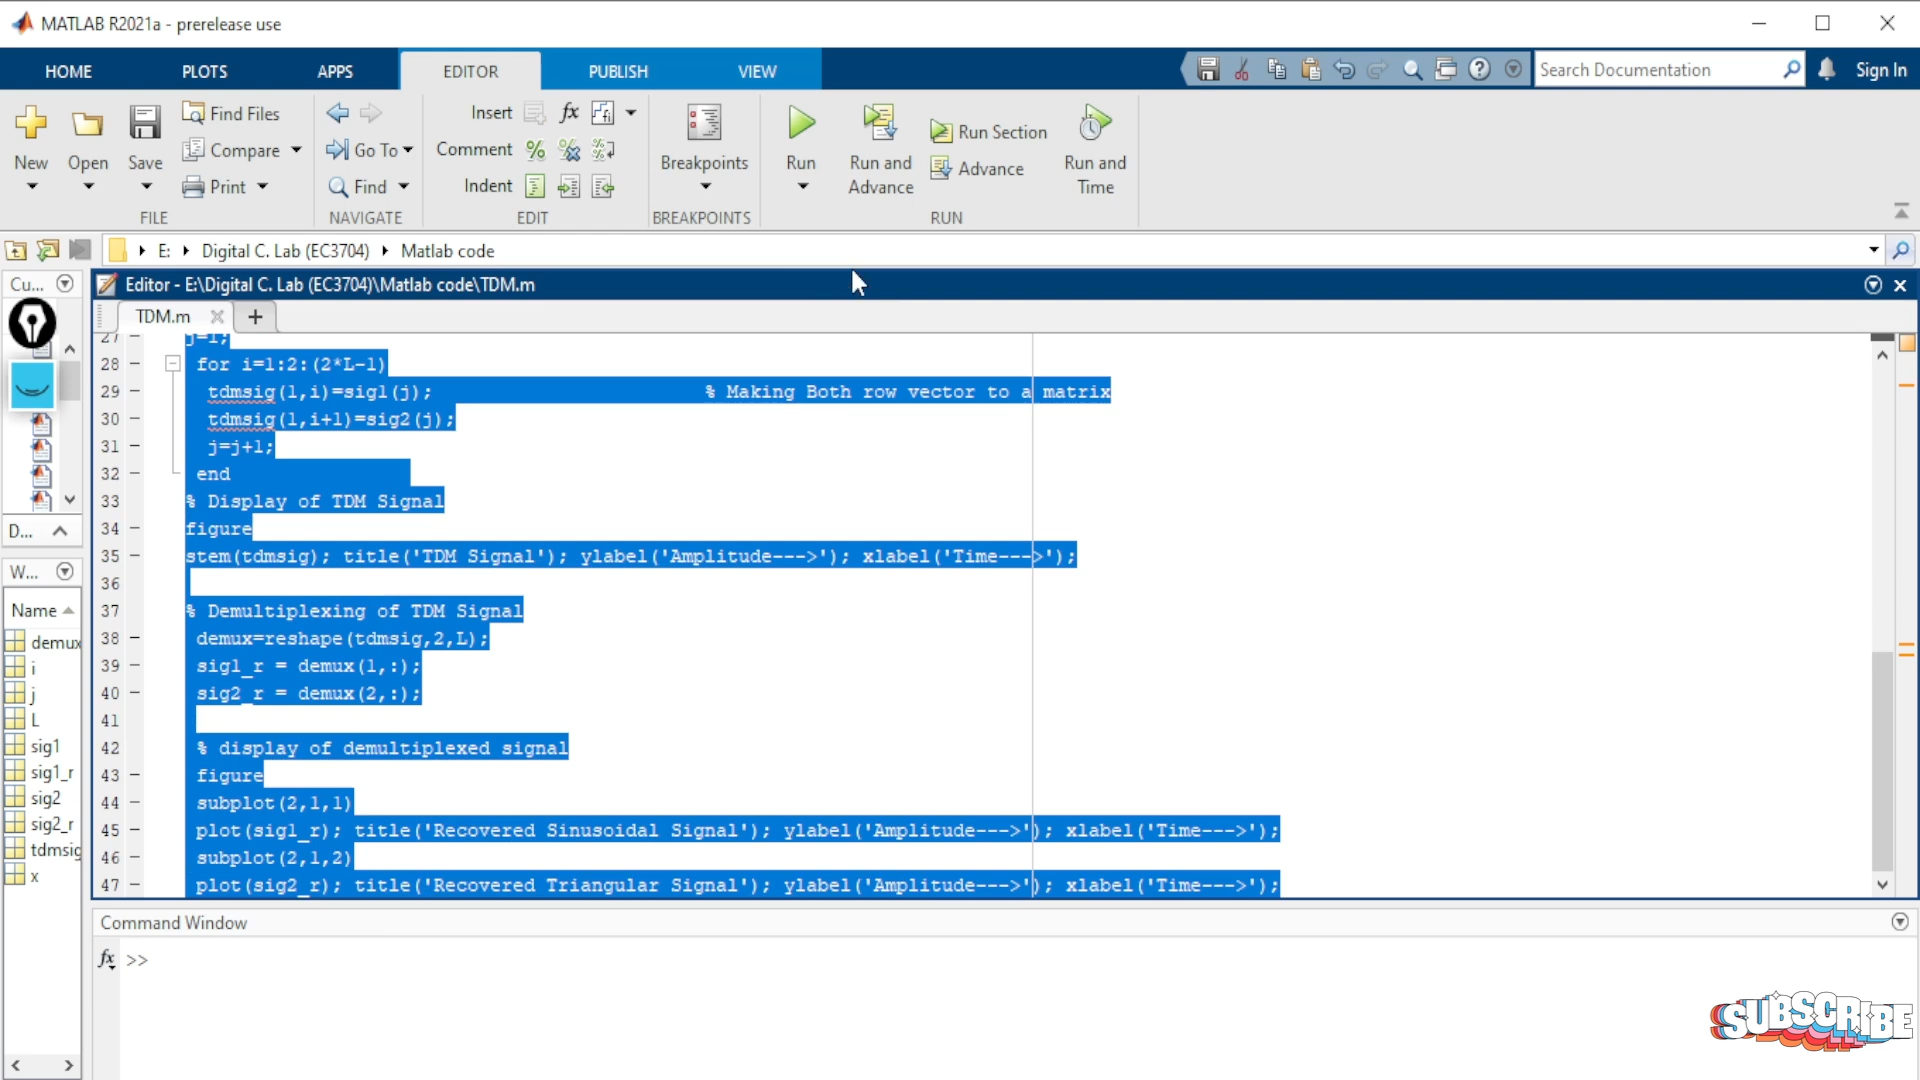 MATLAB R2021a - prerelease use
HOME PLOTS APPS EDITOR PUBLISH VIEW
Search Documentation
Sign In
New Open Save
Find Files
Compare
Print
FILE
Go To
Find
NAVIGATE
Insert
Comment
Indent
EDIT
Breakpoints
BREAKPOINTS
Run
Run and Advance
Run Section
Advance
Run and Time
RUN
E: Digital C. Lab (EC3704) Matlab code
Cu...
Editor - E:\Digital C. Lab (EC3704)\Matlab code\TDM.m
TDM.m
27 j=1;
28 for i=1:2:(2*L-1)
29 tdmsig(1,i)=sig1(j); % Making Both row vector to a matrix
30 tdmsig(1,i+1)=sig2(j);
31 j=j+1;
32 end
33 % Display of TDM Signal
34 figure
35 stem(tdmsig); title('TDM Signal'); ylabel('Amplitude--->'); xlabel('Time--->');
36
37 % Demultiplexing of TDM Signal
38 demux=reshape(tdmsig,2,L);
39 sig1_r = demux(1,:);
40 sig2_r = demux(2,:);
41
42 % display of demultiplexed signal
43 figure
44 subplot(2,1,1)
45 plot(sig1_r); title('Recovered Sinusoidal Signal'); ylabel('Amplitude--->'); xlabel('Time--->');
46 subplot(2,1,2)
47 plot(sig2_r); title('Recovered Triangular Signal'); ylabel('Amplitude--->'); xlabel('Time--->');
D...
W...
Name
demux
i
j
L
sig1
sig1_r
sig2
sig2_r
tdmsig
x
Command Window
fx >>
SUBSCRIBE